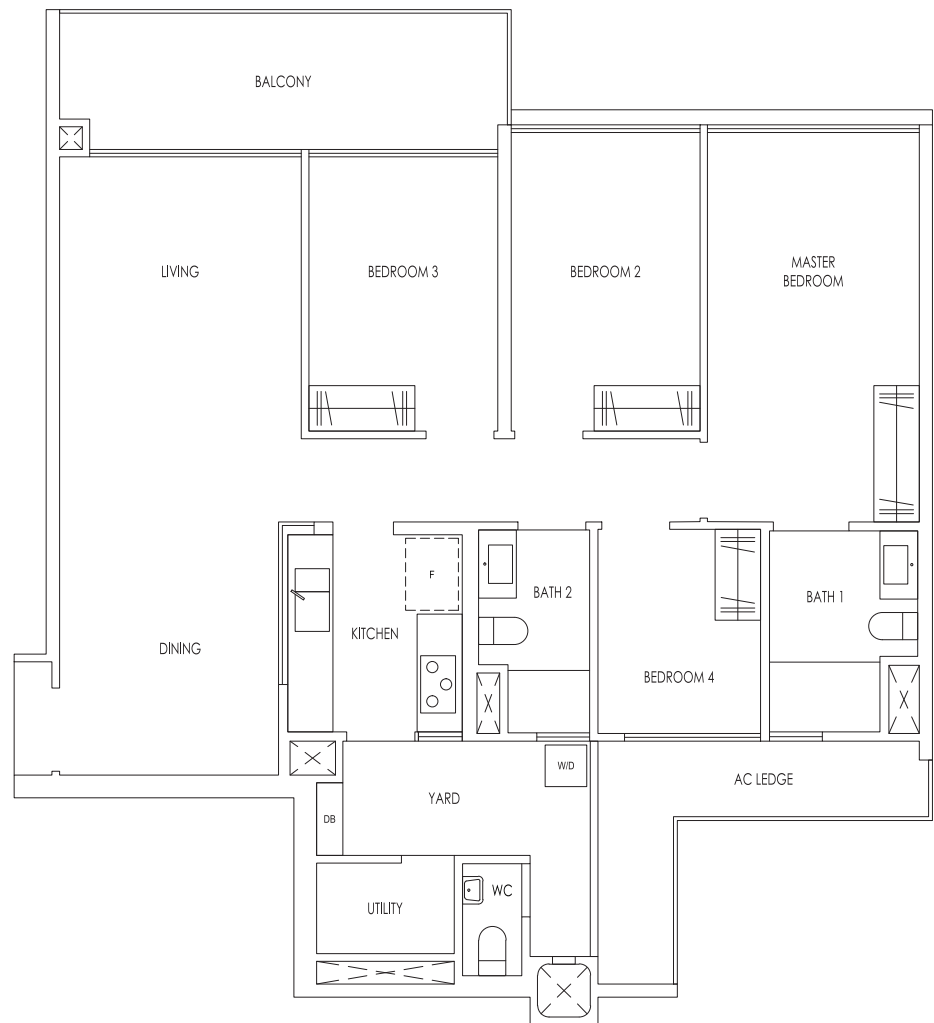 BALCONY
LIVING
BEDROOM 3
BEDROOM 2
MASTER
BEDROOM
F
BATH 2
BATH 1
KITCHEN
DINING
BEDROOM 4
W/D
AC LEDGE
YARD
DB
WC
UTILITY